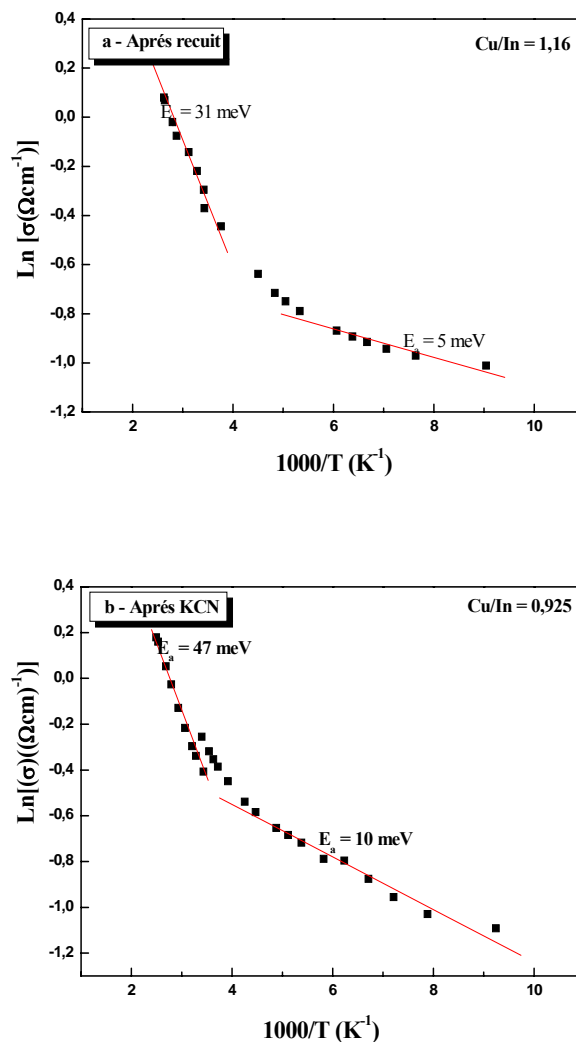 a - Aprés recuit
Cu/In = 1,16
0,4
0,2
0,0
-0,2
-0,4
-0,6
-0,8
-1,0
-1,2
Ln [σ(Ωcm⁻¹)]
E = 31 meV
Eₐ = 5 meV
2 4 6 8 10
1000/T (K⁻¹)
b - Aprés KCN
Cu/In = 0,925
0,4
0,2
0,0
-0,2
-0,4
-0,6
-0,8
-1,0
-1,2
Ln[(σ)((Ωcm)⁻¹)]
Eₐ = 47 meV
Eₐ = 10 meV
2 4 6 8 10
1000/T (K⁻¹)